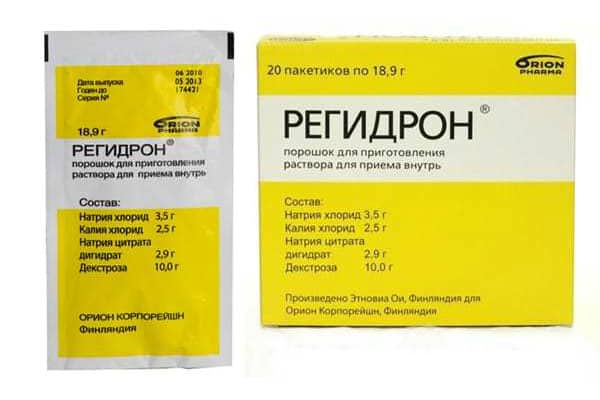 Дата выпуска 06 2010
Годен до 05 2013
Серия № 174421
18,9 г
ORION
PHARMA
РЕГИДРОН®
порошок для приготовления
раствора для приема внутрь
Состав:
Натрия хлорид 3,5 г
Калия хлорид 2,5 г
Натрия цитрата
дигидрат 2,9 г
Декстроза 10,0 г
ОРИОН КОРПОРЕЙШН
Финляндия
ORION
PHARMA
20 пакетиков по 18,9 г
РЕГИДРОН®
порошок для приготовления
раствора для приема внутрь
Состав:
Натрия хлорид 3,5 г
Калия хлорид 2,5 г
Натрия цитрата
дигидрат 2,9 г
Декстроза 10,0 г
Произведено Этновиа Ои, Финляндия для
Орион Корпорейшн, Финляндия